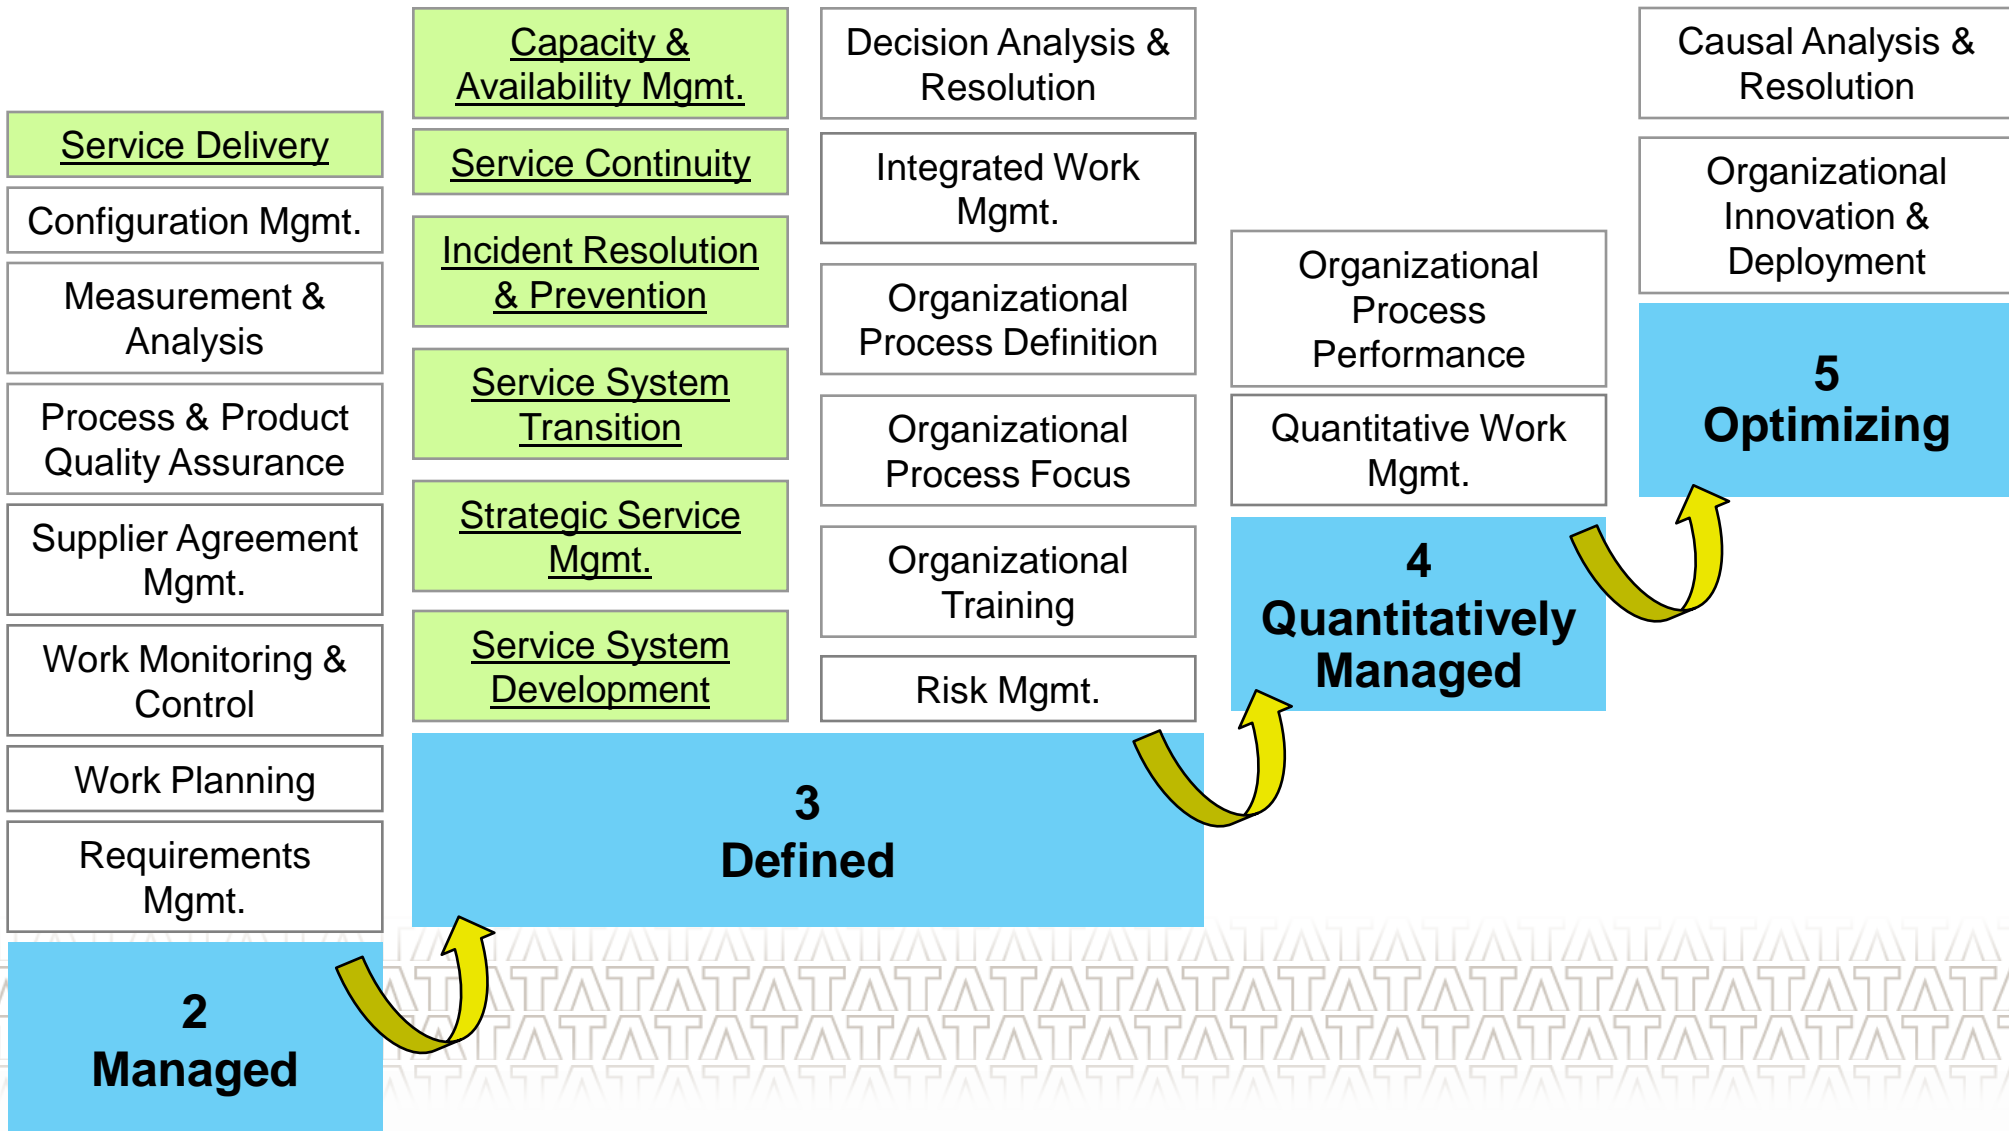 Service Delivery
Configuration Mgmt.
Measurement &
Analysis
Process & Product
Quality Assurance
Supplier Agreement
Mgmt.
Work Monitoring &
Control
Work Planning
Requirements
Mgmt.
2
Managed
Capacity &
Availability Mgmt.
Service Continuity
Incident Resolution
& Prevention
Service System
Transition
Strategic Service
Mgmt.
Service System
Development
Decision Analysis &
Resolution
Integrated Work
Mgmt.
Organizational
Process Definition
Organizational
Process Focus
Organizational
Training
Risk Mgmt.
3
Defined
Organizational
Process
Performance
Quantitative Work
Mgmt.
4
Quantitatively
Managed
Causal Analysis &
Resolution
Organizational
Innovation &
Deployment
5
Optimizing